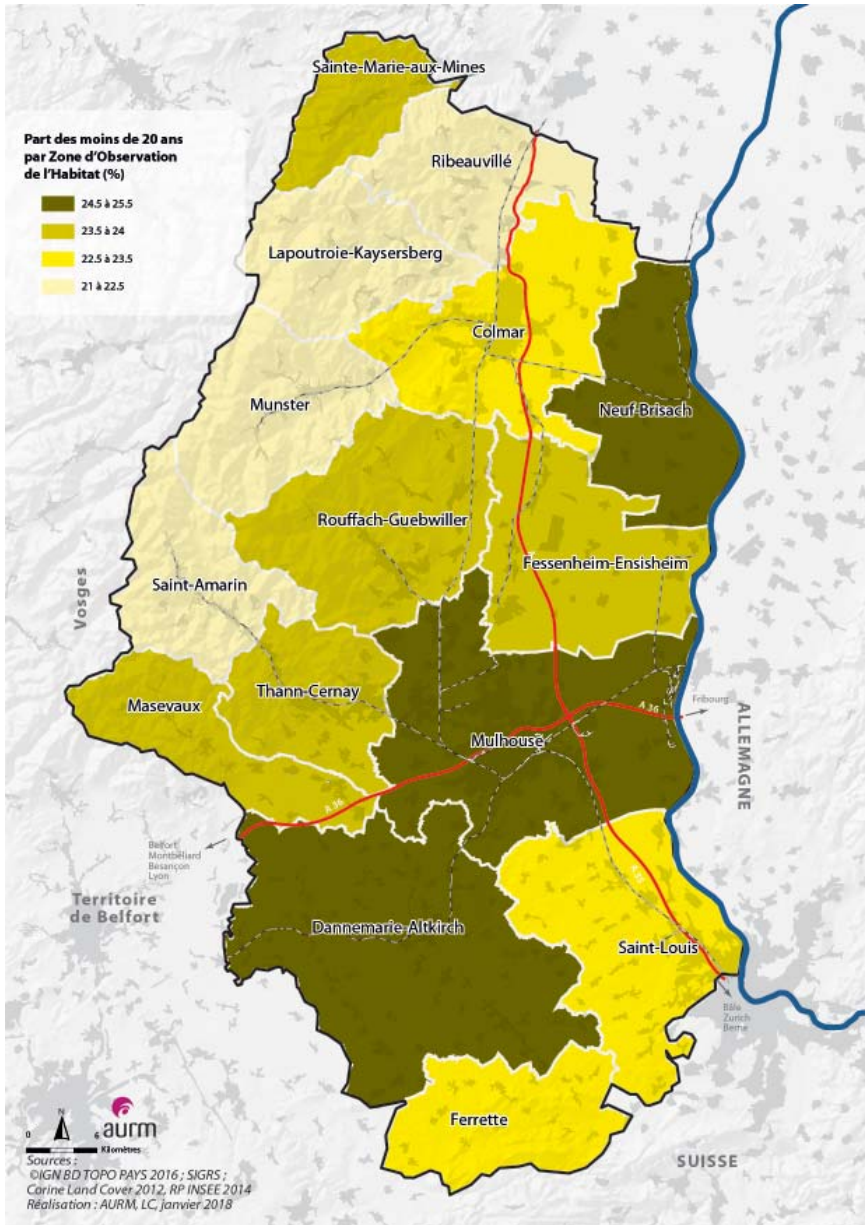 Sainte-Marie-aux-Mines
Part des moins de 20 ans
par Zone d'Observation
de l'Habitat (%)
24.5 à 25.5
23.5 à 24
22.5 à 23.5
21 à 22.5
Ribeauvillé
Lapoutroie-Kaysersberg
Colmar
Munster
Neuf-Brisach
Rouffach-Guebwiller
Fessenheim-Ensisheim
Saint-Amarin
Vosges
Masevaux
Thann-Cernay
Mulhouse
A 36
Fribourg
ALLEMAGNE
A 36
Belfort
Montbéliard
Besançon
Lyon
Territoire
de Belfort
A 35
Dannemarie-Altkirch
Saint-Louis
Bâle
Zurich
Berne
Ferrette
SUISSE
N
0 6
Kilomètres
aurm
Sources :
©IGN BD TOPO PAYS 2016 ; SIGRS ;
Corine Land Cover 2012, RP INSEE 2014
Réalisation : AURM, LC, janvier 2018